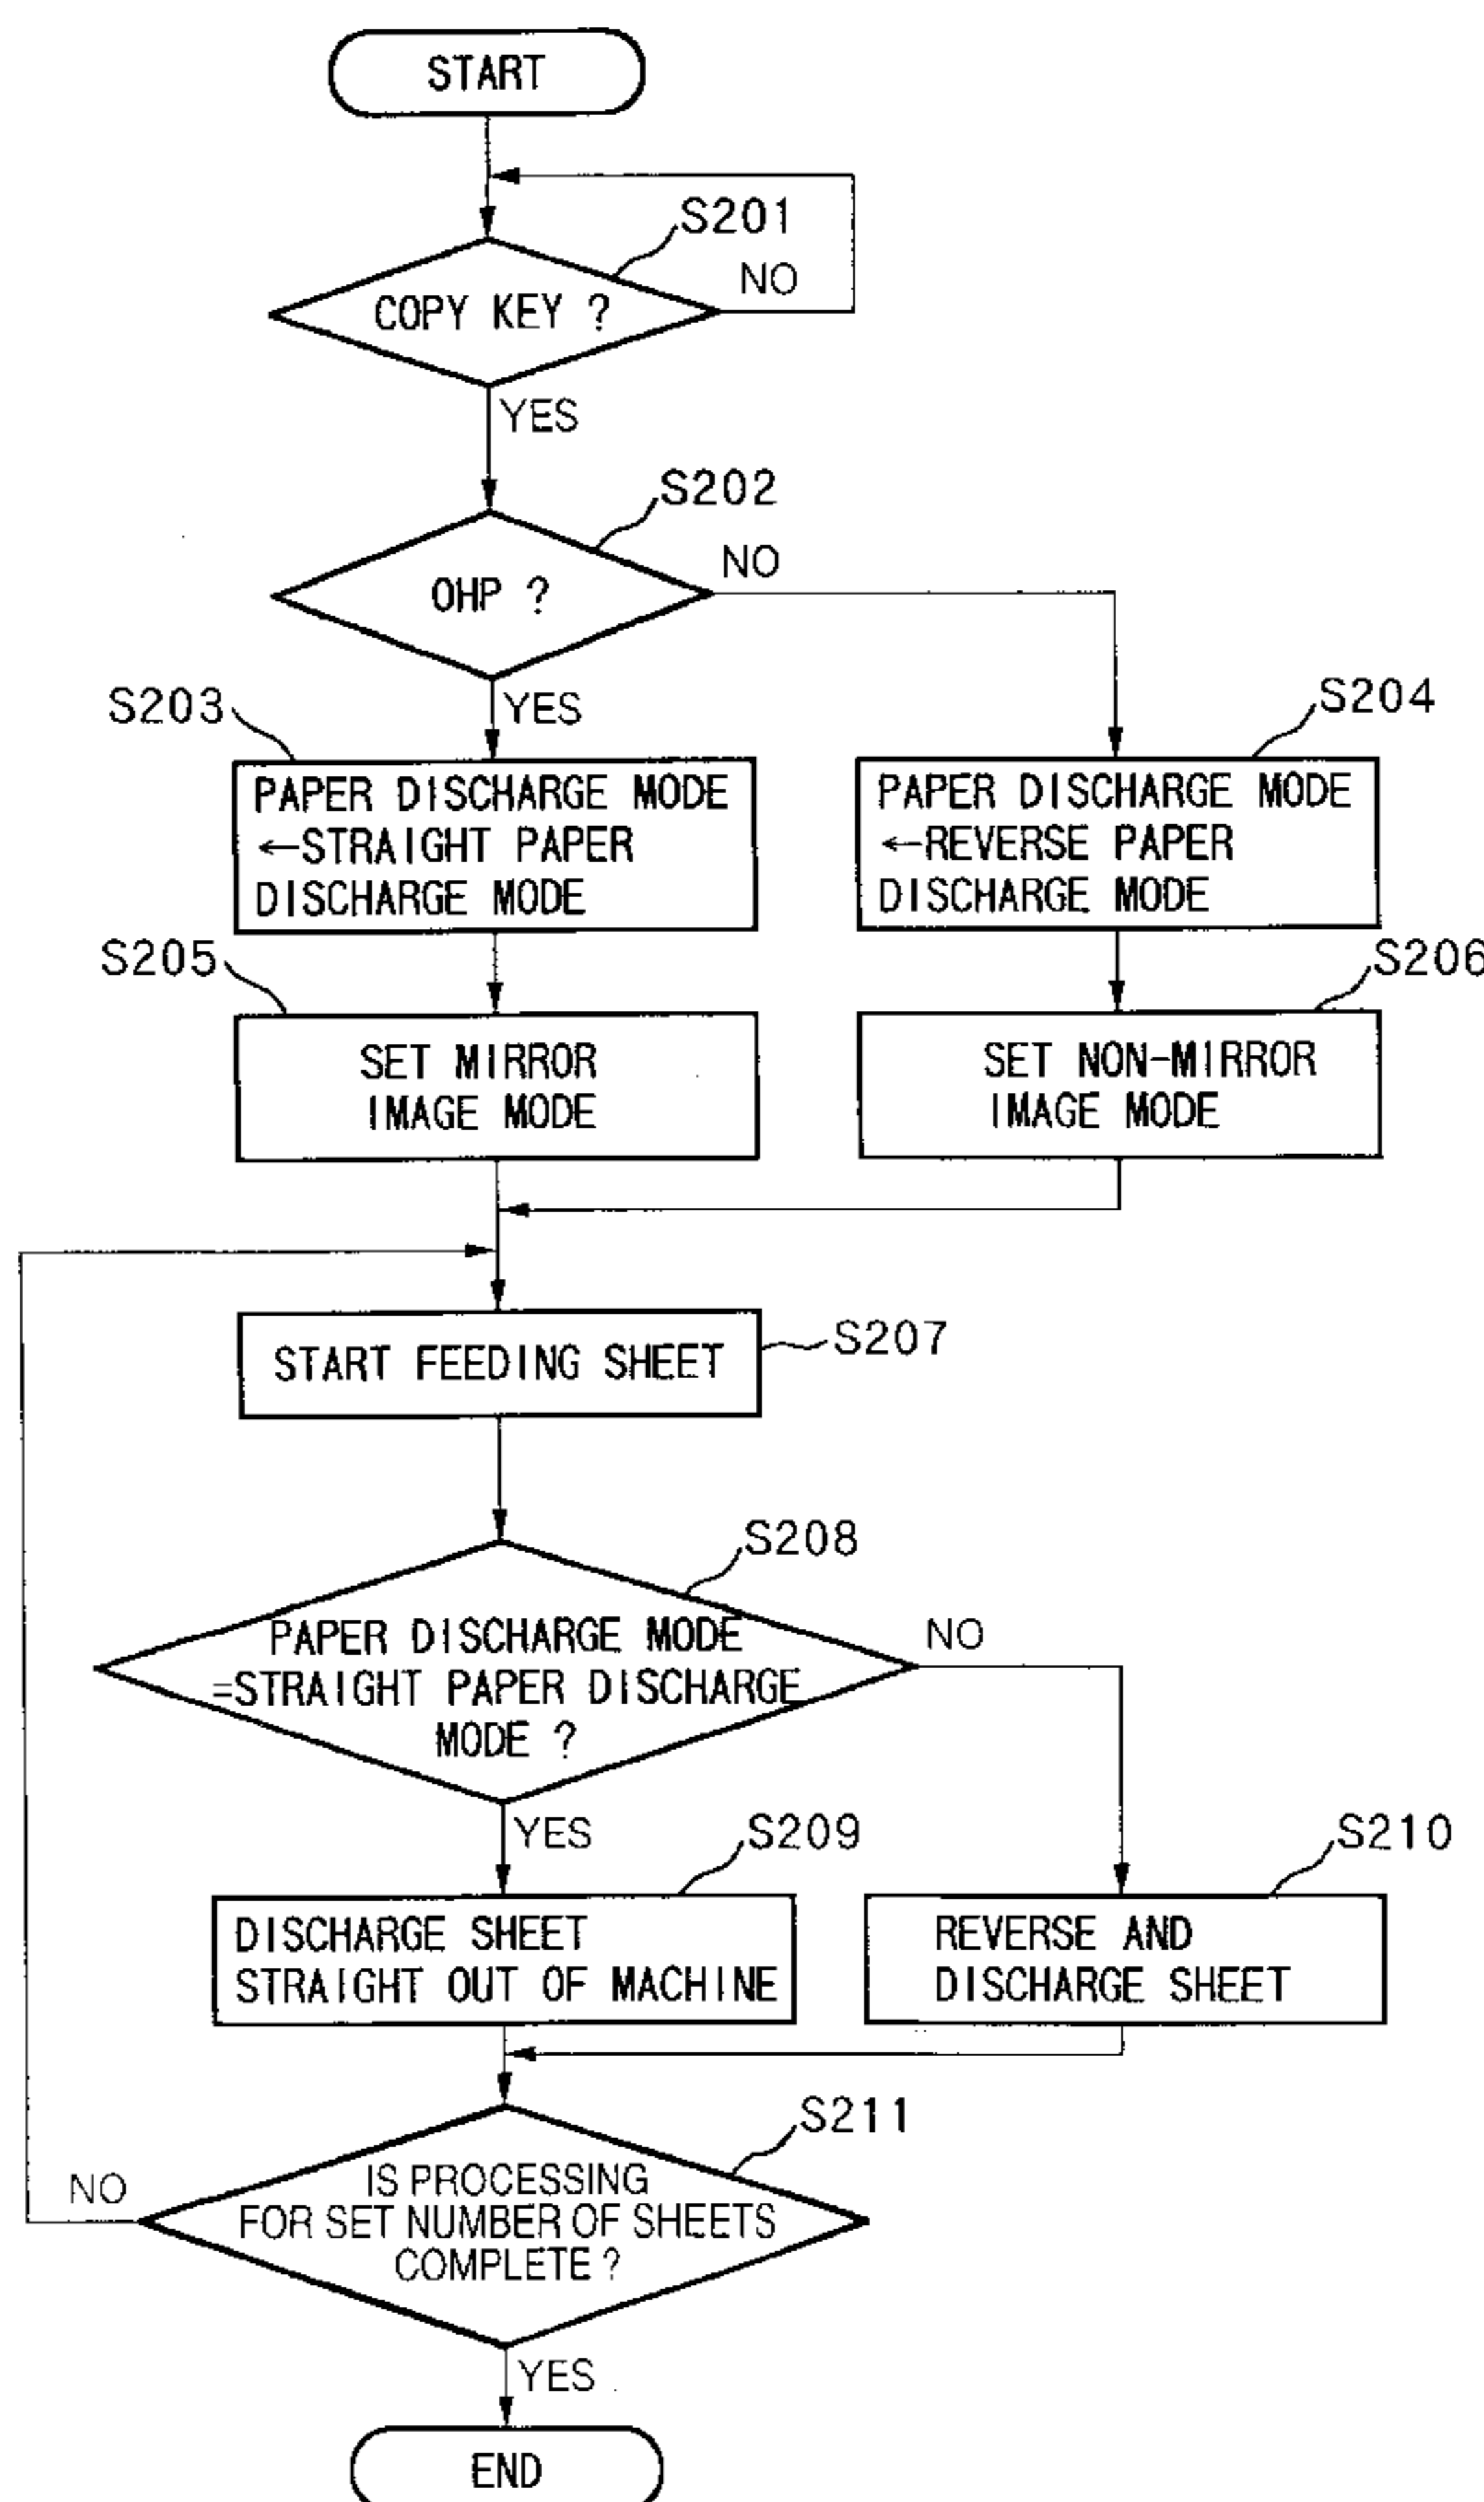 START
S201
NO
COPY KEY ?
YES
S202
NO
OHP ?
YES
S203
S204
PAPER DISCHARGE MODE
←STRAIGHT PAPER
DISCHARGE MODE
PAPER DISCHARGE MODE
←REVERSE PAPER
DISCHARGE MODE
S205
S206
SET MIRROR
IMAGE MODE
SET NON-MIRROR
IMAGE MODE
START FEEDING SHEET
S207
S208
PAPER DISCHARGE MODE
=STRAIGHT PAPER DISCHARGE
MODE ?
NO
YES
S209
S210
DISCHARGE SHEET
STRAIGHT OUT OF MACHINE
REVERSE AND
DISCHARGE SHEET
S211
NO
IS PROCESSING
FOR SET NUMBER OF SHEETS
COMPLETE ?
YES
END